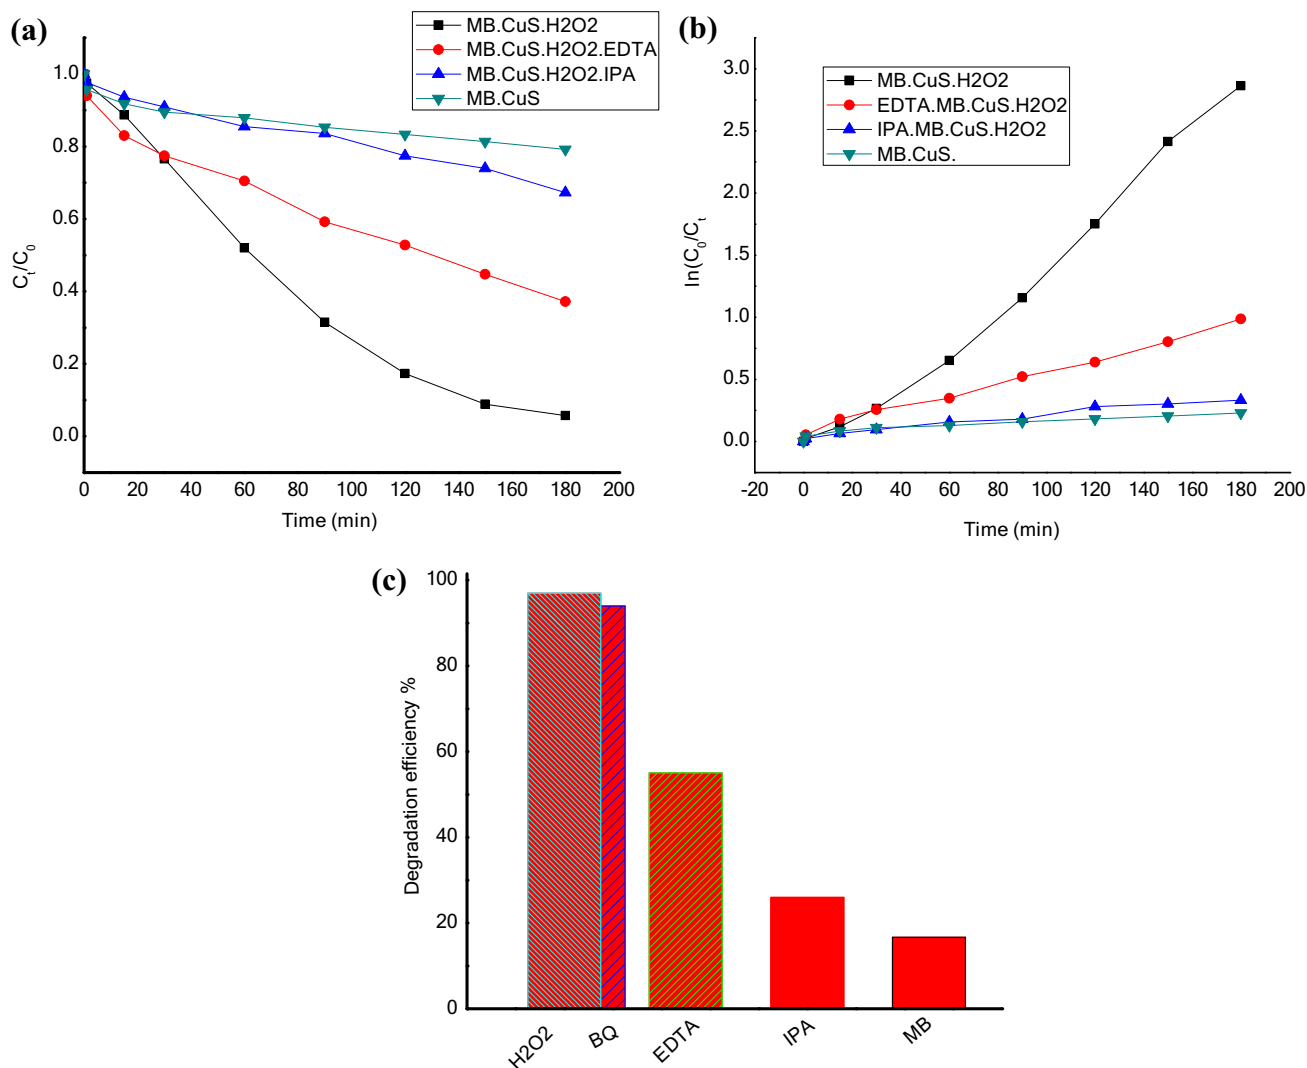 (a)
MB.CuS.H2O2
MB.CuS.H2O2.EDTA
MB.CuS.H2O2.IPA
MB.CuS
1.0
0.8
0.6
0.4
0.2
0.0
Ct/C0
0 20 40 60 80 100 120 140 160 180 200
Time (min)
(b)
MB.CuS.H2O2
EDTA.MB.CuS.H2O2
IPA.MB.CuS.H2O2
MB.CuS.
3.0
2.5
2.0
1.5
1.0
0.5
0.0
ln(C0/Ct
-20 0 20 40 60 80 100 120 140 160 180 200
Time (min)
(c)
100
80
60
40
20
0
Degradation efficiency %
H2O2 BQ EDTA IPA MB